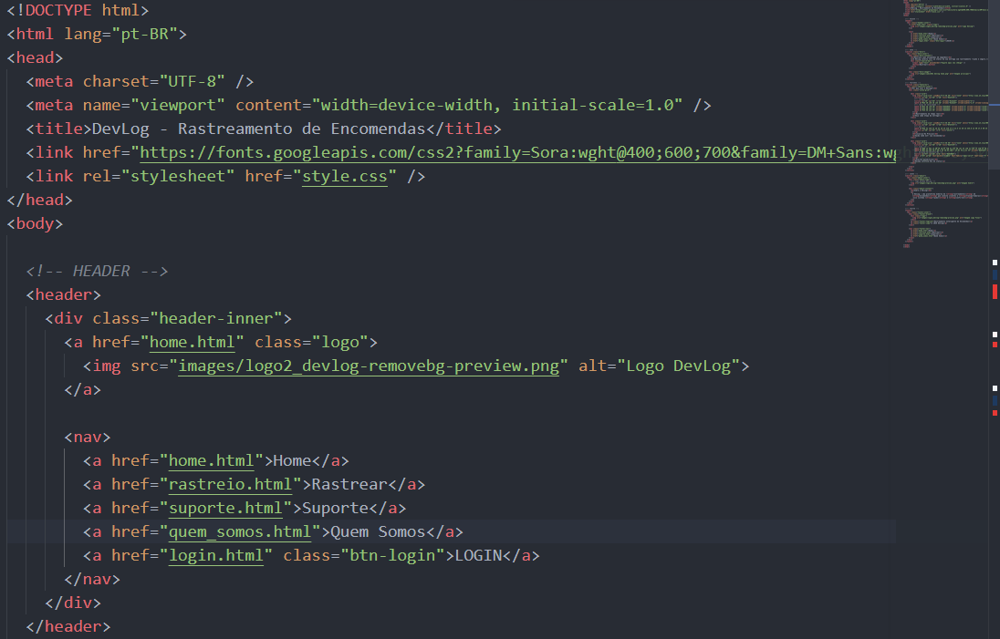 <!DOCTYPE html>
<html lang="pt-BR">
<head>
<meta charset="UTF-8" />
<meta name="viewport" content="width=device-width, initial-scale=1.0" />
<title>DevLog - Rastreamento de Encomendas</title>
<link href="https://fonts.googleapis.com/css2?family=Sora:wght@400;600;700&family=DM+Sans:wg
<link rel="stylesheet" href="style.css" />
</head>
<body>
<!-- HEADER -->
<header>
<div class="header-inner">
<a href="home.html" class="logo">
<img src="images/logo2_devlog-removebg-preview.png" alt="Logo DevLog">
</a>
<nav>
<a href="home.html">Home</a>
<a href="rastreio.html">Rastrear</a>
<a href="suporte.html">Suporte</a>
<a href="quem_somos.html">Quem Somos</a>
<a href="login.html" class="btn-login">LOGIN</a>
</nav>
</div>
</header>